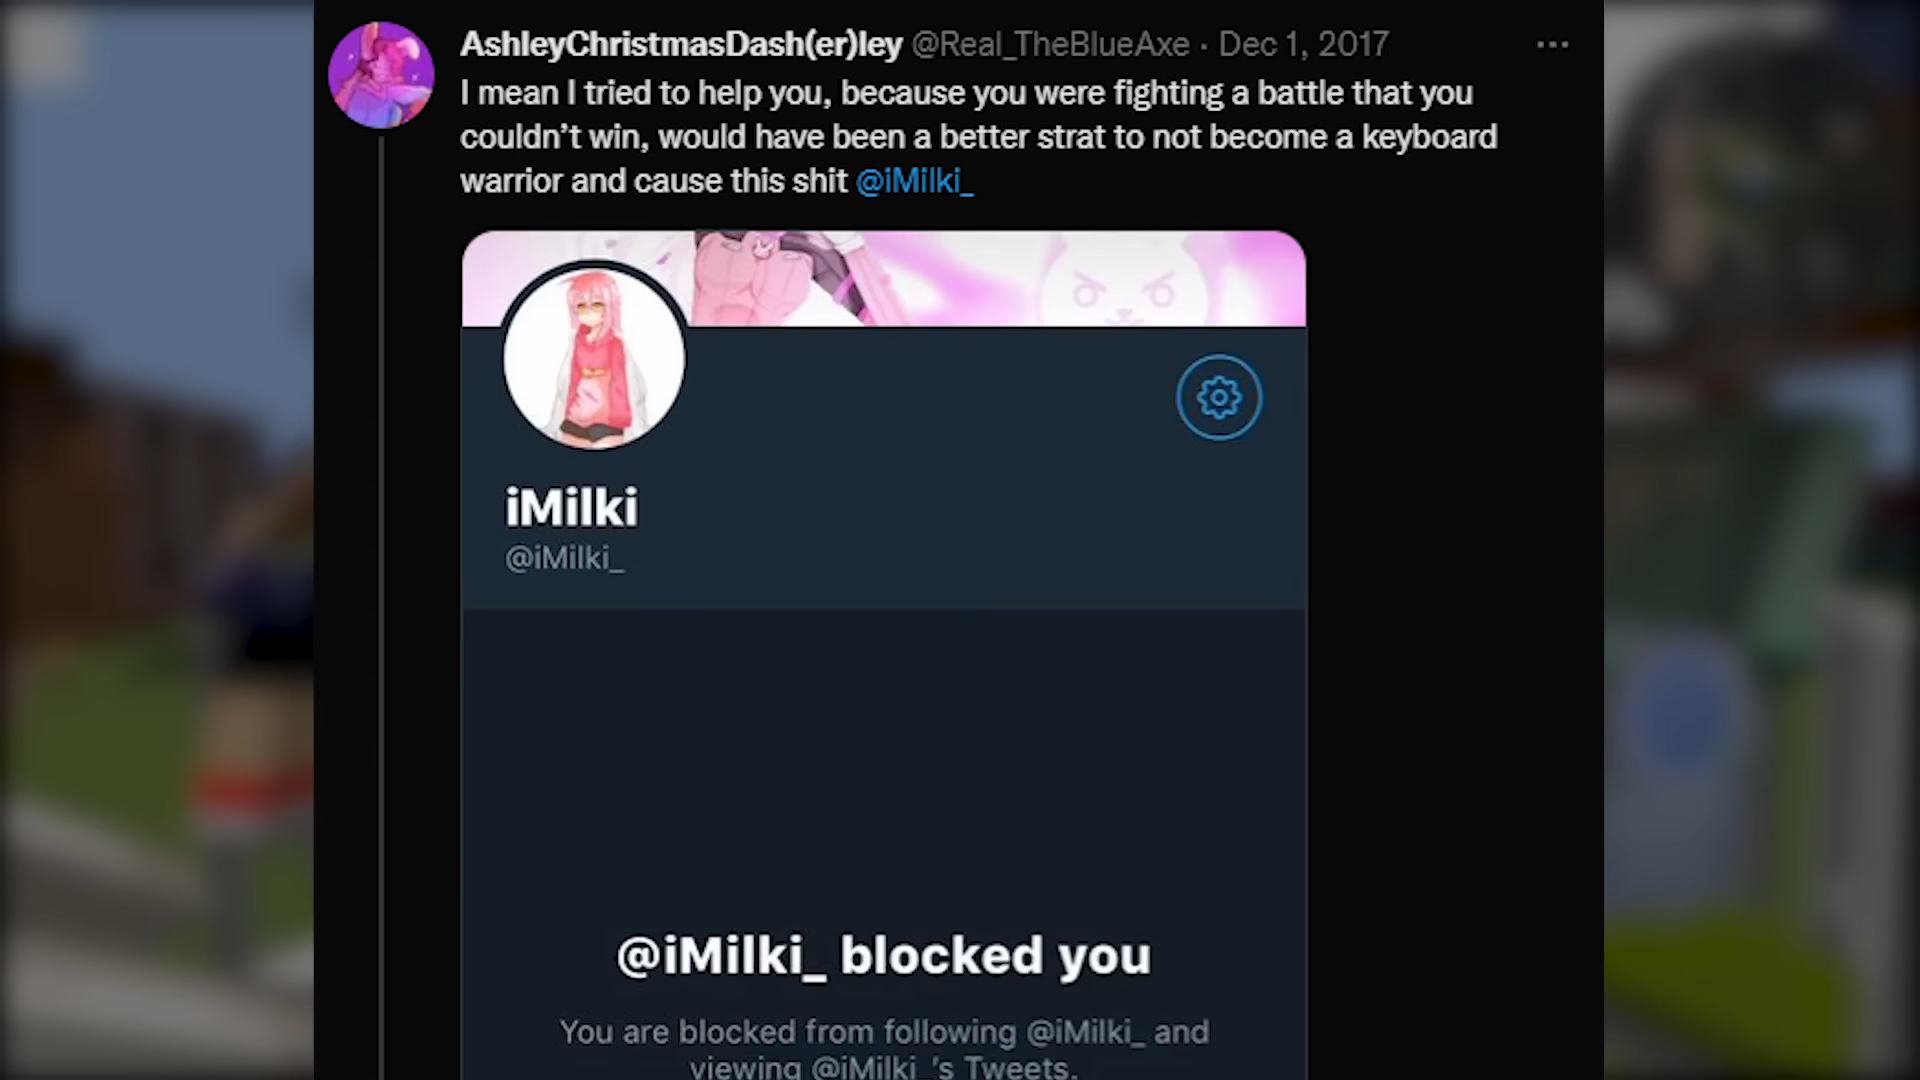 AshleyChristmasDash(er)ley @Real_TheBlueAxe · Dec 1, 2017
I mean I tried to help you, because you were fighting a battle that you
couldn’t win, would have been a better strat to not become a keyboard
warrior and cause this shit @iMilki_
iMilki
@iMilki_
@iMilki_ blocked you
You are blocked from following @iMilki_ and
viewing @iMilki_'s Tweets.